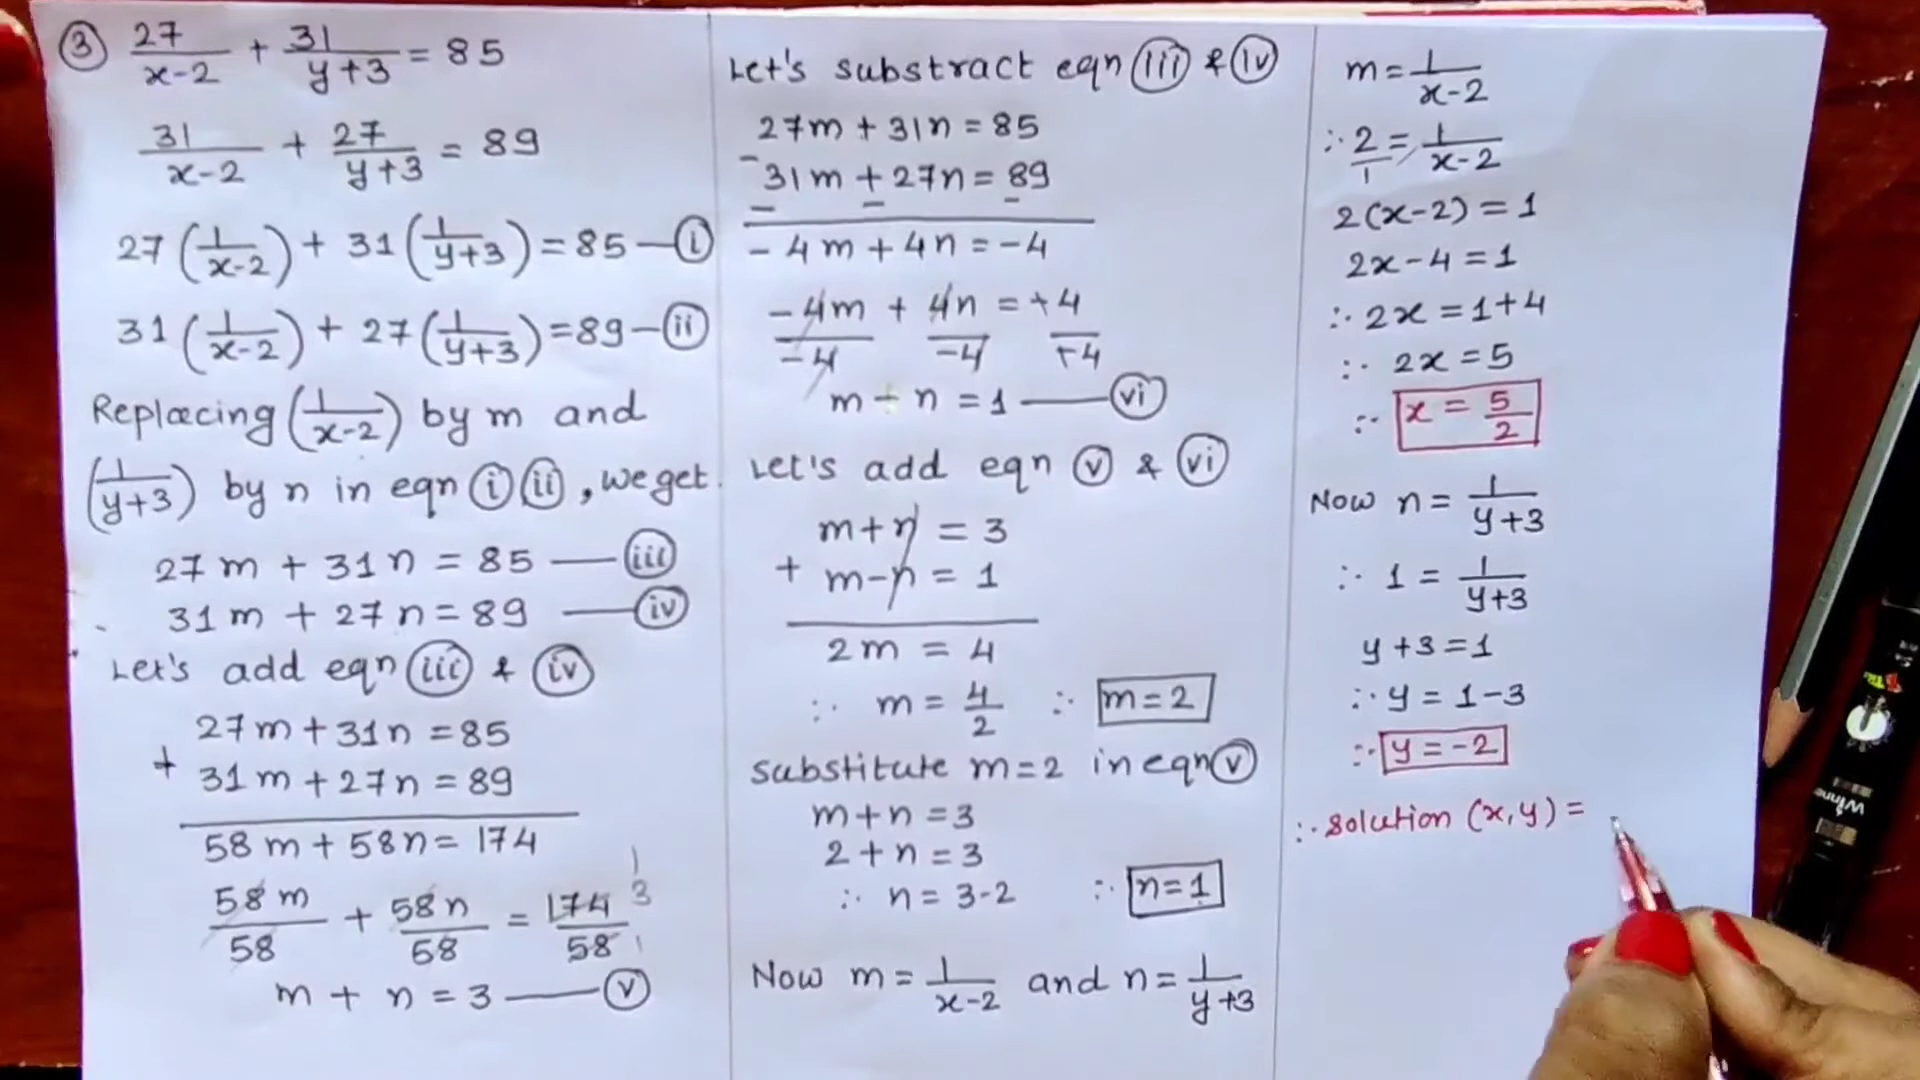 ③ 27/x-2 + 31/y+3 = 85
31/x-2 + 27/y+3 = 89
27(1/x-2) + 31(1/y+3) = 85 — ⓘ
31(1/x-2) + 27(1/y+3) = 89 — ii
Replacing (1/x-2) by m and
(1/y+3) by n in eqn i ii, we get.
27m + 31n = 85 — iii
31m + 27n = 89 — iv
Let's add eqn iii & iv
27m + 31n = 85
+ 31m + 27n = 89
58m + 58n = 174
58m/58 + 58n/58 = 174/58 3 1 1
m + n = 3 — v
Let's substract eqn iii & iv
27m + 31n = 85
- 31m + 27n = 89
- - -
-4m + 4n = -4
-4m/-4 + 4n/-4 = +4/+4
m - n = 1 — vi
Let's add eqn v & vi
m + n = 3
+ m - n = 1
2m = 4
∴ m = 4/2 ∴ m = 2
substitute m = 2 in eqn v
m + n = 3
2 + n = 3
∴ n = 3-2 ∴ n = 1
Now m = 1/x-2 and n = 1/y+3
m = 1/x-2
∴ 2/1 = 1/x-2
2(x-2) = 1
2x - 4 = 1
∴ 2x = 1+4
∴ 2x = 5
∴ x = 5/2
Now n = 1/y+3
∴ 1 = 1/y+3
y + 3 = 1
∴ y = 1-3
∴ y = -2
∴ solution (x, y) =
Winne